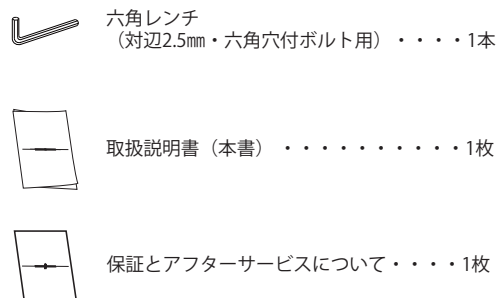 六角レンチ
（対辺2.5㎜・六角穴付ボルト用）・・・・1本
取扱説明書（本書）・・・・・・・・・・1枚
保証とアフターサービスについて・・・・1枚